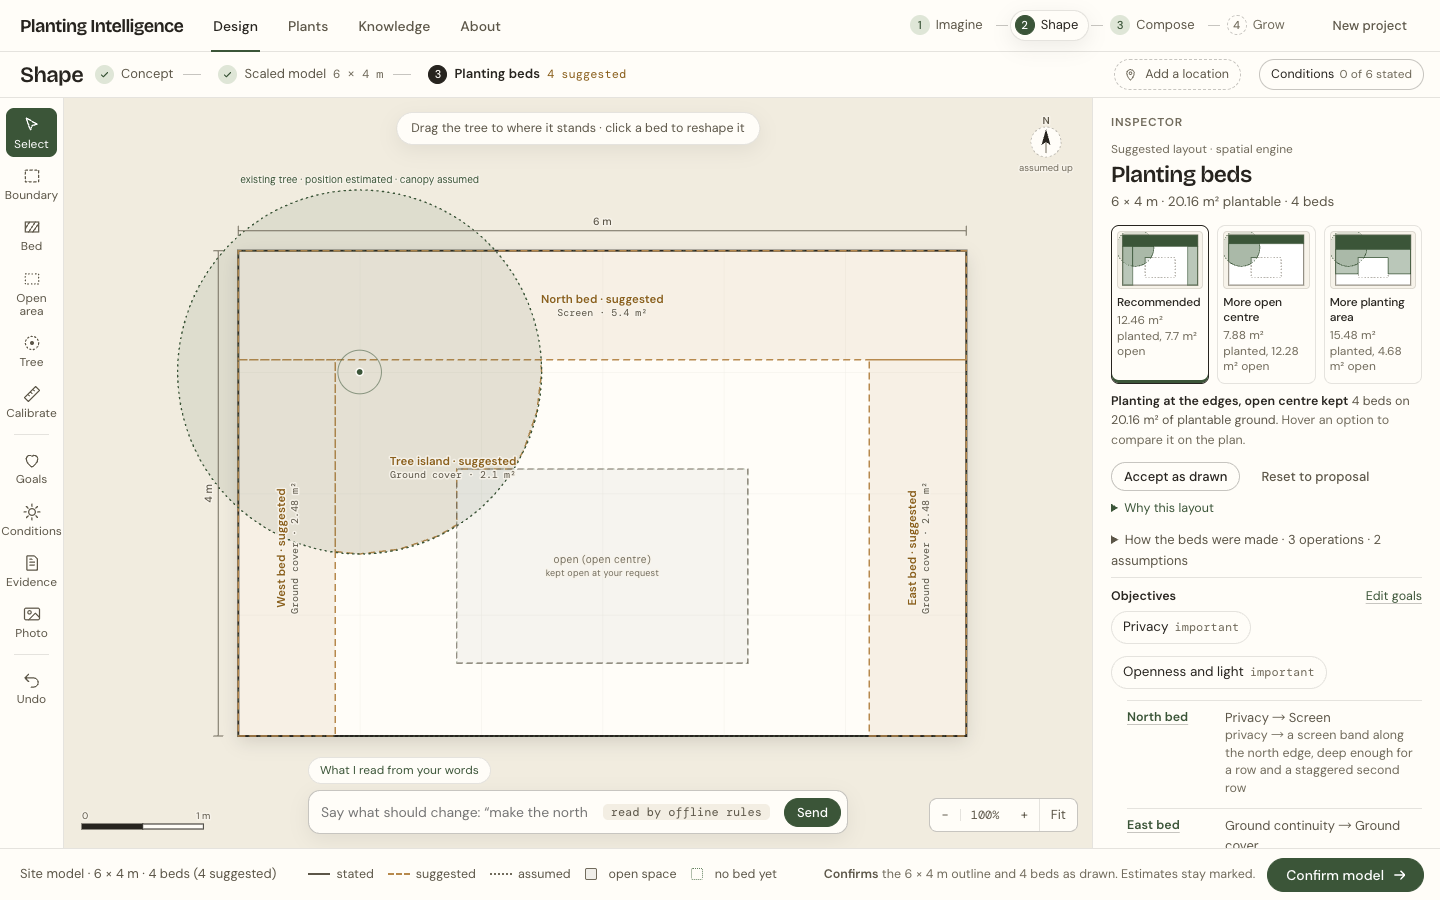 Planting Intelligence
Design
Plants
Knowledge
About
1 Imagine
2 Shape
3 Compose
4 Grow
New project
Shape
Concept
Scaled model 6 × 4 m
3 Planting beds 4 suggested
Add a location
Conditions 0 of 6 stated
Select
Boundary
Bed
Open
area
Tree
Calibrate
Goals
Conditions
Evidence
Photo
Undo
Drag the tree to where it stands · click a bed to reshape it
N
assumed up
existing tree · position estimated · canopy assumed
6 m
4 m
North bed · suggested
Screen · 5.4 m²
Tree island · suggested
Ground cover · 2.1 m²
West bed · suggested
Ground cover · 2.48 m²
East bed · suggested
Ground cover · 2.48 m²
open (open centre)
kept open at your request
What I read from your words
Say what should change: “make the north
read by offline rules
Send
0 1 m
− 100% + Fit
INSPECTOR
Suggested layout · spatial engine
Planting beds
6 × 4 m · 20.16 m² plantable · 4 beds
Recommended
12.46 m²
planted, 7.7 m²
open
More open
centre
7.88 m²
planted, 12.28
m² open
More planting
area
15.48 m²
planted, 4.68
m² open
Planting at the edges, open centre kept 4 beds on
20.16 m² of plantable ground. Hover an option to
compare it on the plan.
Accept as drawn
Reset to proposal
Why this layout
How the beds were made · 3 operations · 2
assumptions
Objectives
Edit goals
Privacy important
Openness and light important
North bed
Privacy → Screen
privacy → a screen band along
the north edge, deep enough for
a row and a staggered second
row
East bed
Ground continuity → Ground
cover
Site model · 6 × 4 m · 4 beds (4 suggested)
stated
suggested
assumed
open space
no bed yet
Confirms the 6 × 4 m outline and 4 beds as drawn. Estimates stay marked.
Confirm model →